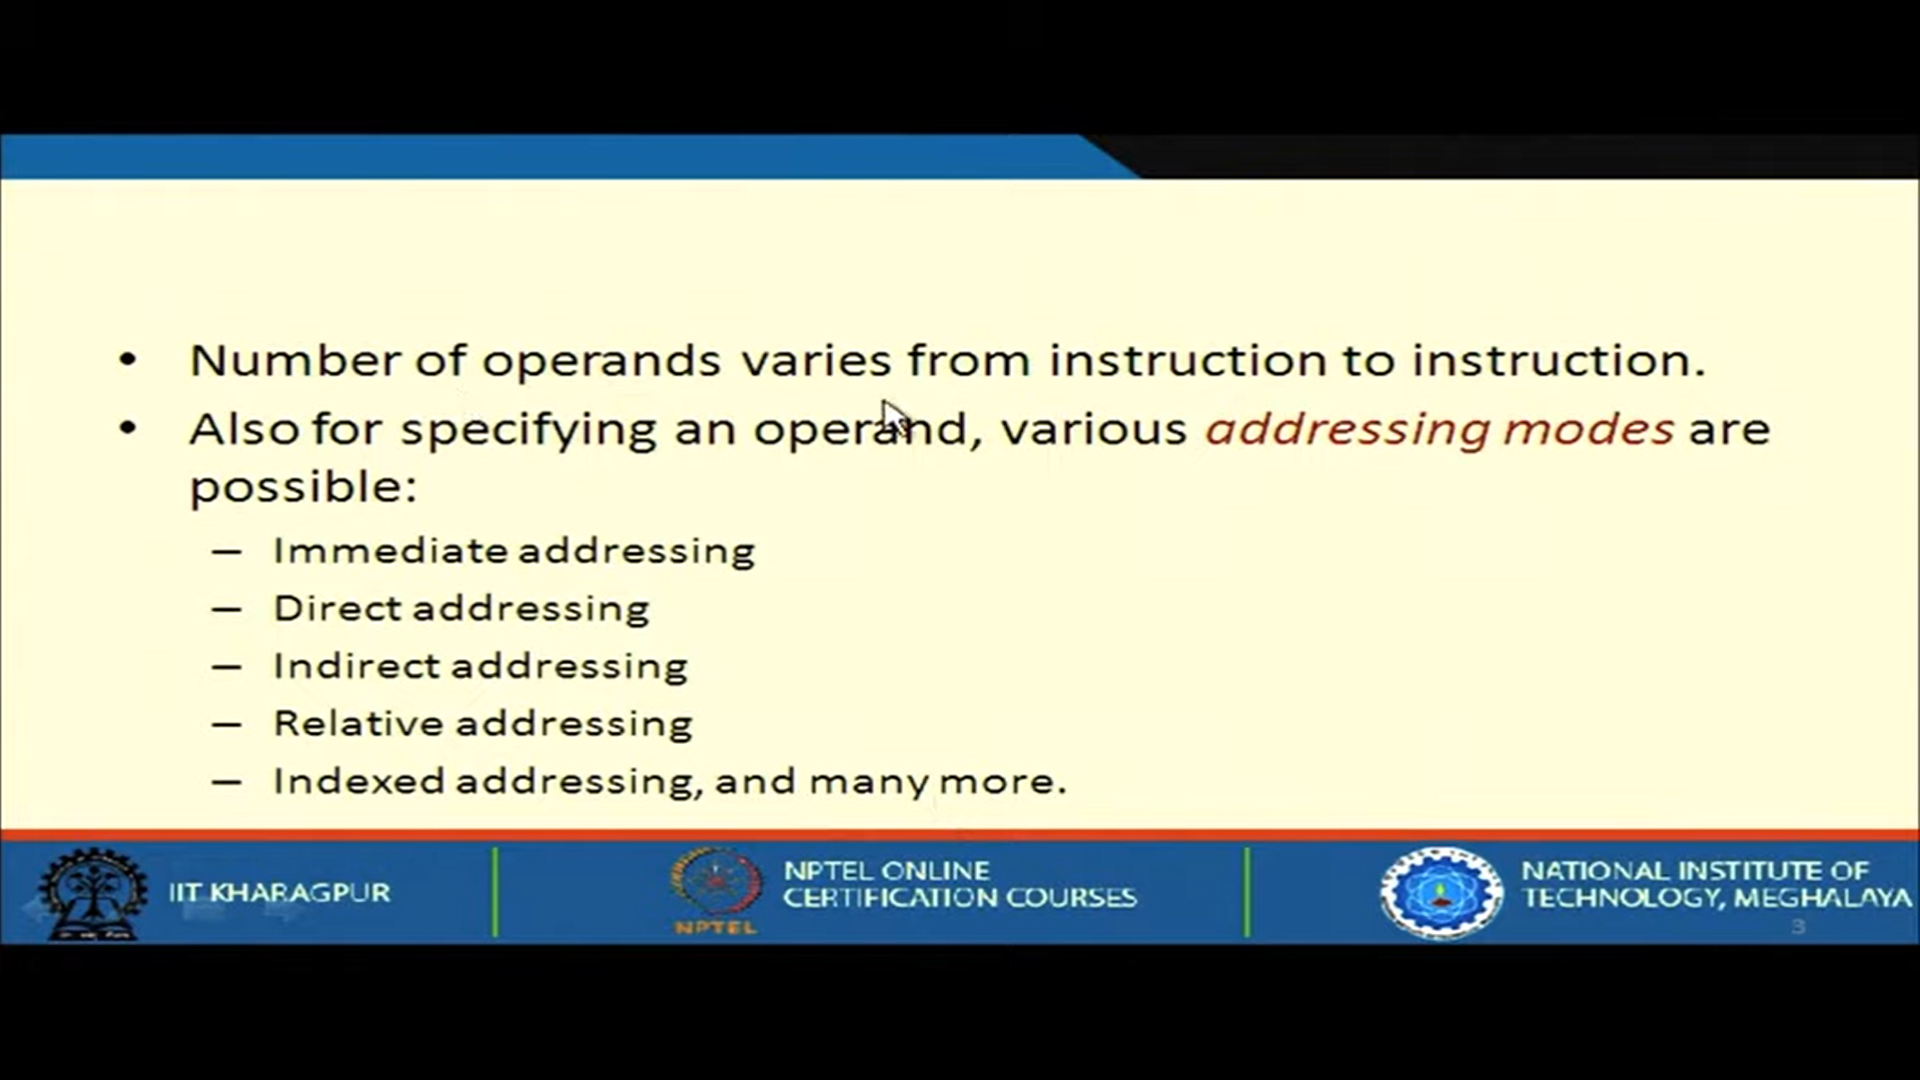 • Number of operands varies from instruction to instruction.
• Also for specifying an operand, various addressing modes are
possible:
– Immediate addressing
– Direct addressing
– Indirect addressing
– Relative addressing
– Indexed addressing, and many more.
IIT KHARAGPUR
NPTEL
NPTEL ONLINE
CERTIFICATION COURSES
NATIONAL INSTITUTE OF
TECHNOLOGY, MEGHALAYA
3